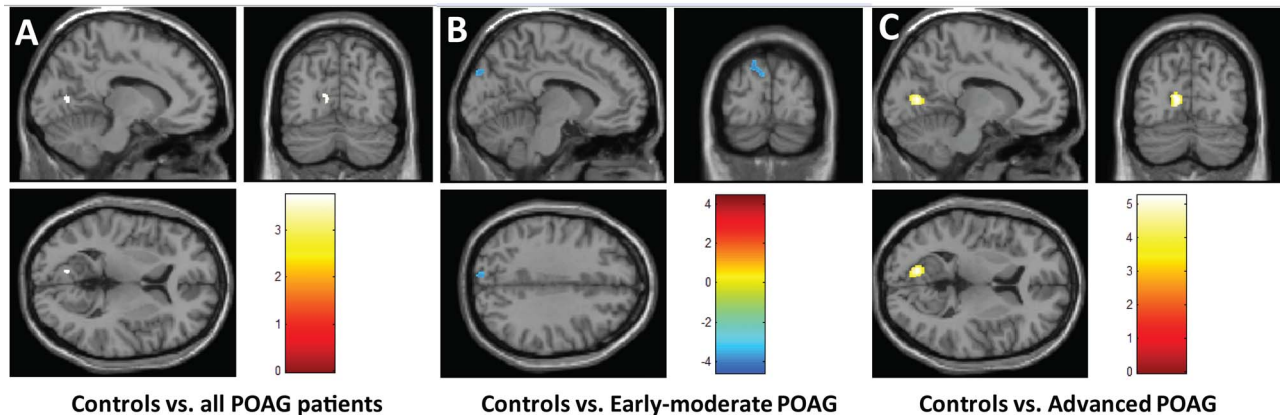 A
B
C
3
2
1
0
4
2
0
-2
-4
5
4
3
2
1
0
Controls vs. all POAG patients
Controls vs. Early-moderate POAG
Controls vs. Advanced POAG